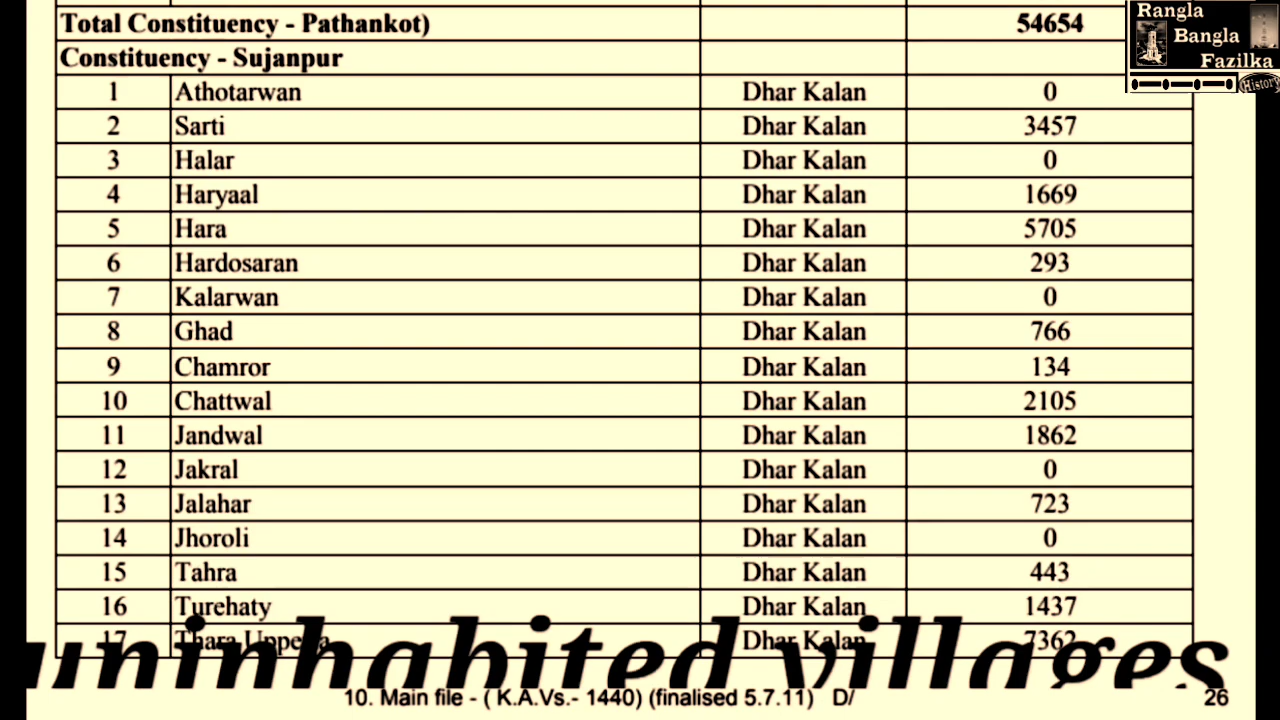 Total Constituency - Pathankot) 54654
Constituency - Sujanpur
1 Athotarwan Dhar Kalan 0
2 Sarti Dhar Kalan 3457
3 Halar Dhar Kalan 0
4 Haryaal Dhar Kalan 1669
5 Hara Dhar Kalan 5705
6 Hardosaran Dhar Kalan 293
7 Kalarwan Dhar Kalan 0
8 Ghad Dhar Kalan 766
9 Chamror Dhar Kalan 134
10 Chattwal Dhar Kalan 2105
11 Jandwal Dhar Kalan 1862
12 Jakral Dhar Kalan 0
13 Jalahar Dhar Kalan 723
14 Jhoroli Dhar Kalan 0
15 Tahra Dhar Kalan 443
16 Turehaty Dhar Kalan 1437
17 Thara Dhar Kalan 7362
uninhabited villages
10. Main file - ( K.A.Vs.- 1440) (finalised 5.7.11) D/ 26
Rangla
Bangla
Fazilka
History